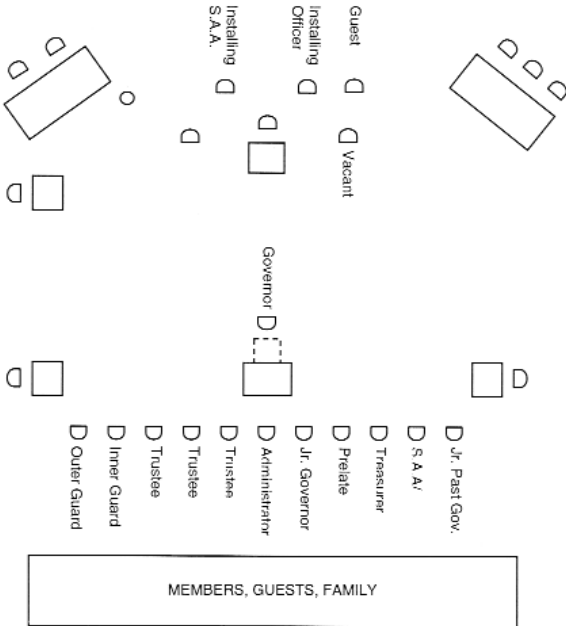 Installing
S.A.A.
Installing
Officer
Guest
Vacant
Governor
Outer Guard
Inner Guard
Trustee
Trustee
Trustee
Administrator
Jr. Governor
Prelate
Treasurer
S.A.A/
Jr. Past Gov.
MEMBERS, GUESTS, FAMILY